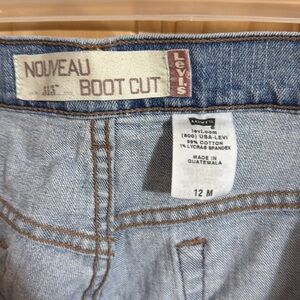 NOUVEAU
515™
BOOT CUT
LEVI'S
LEVI'S
levi.com
(800) USA-LEVI
99% COTTON
1% LYCRA® SPANDEX
MADE IN
GUATEMALA
12 M